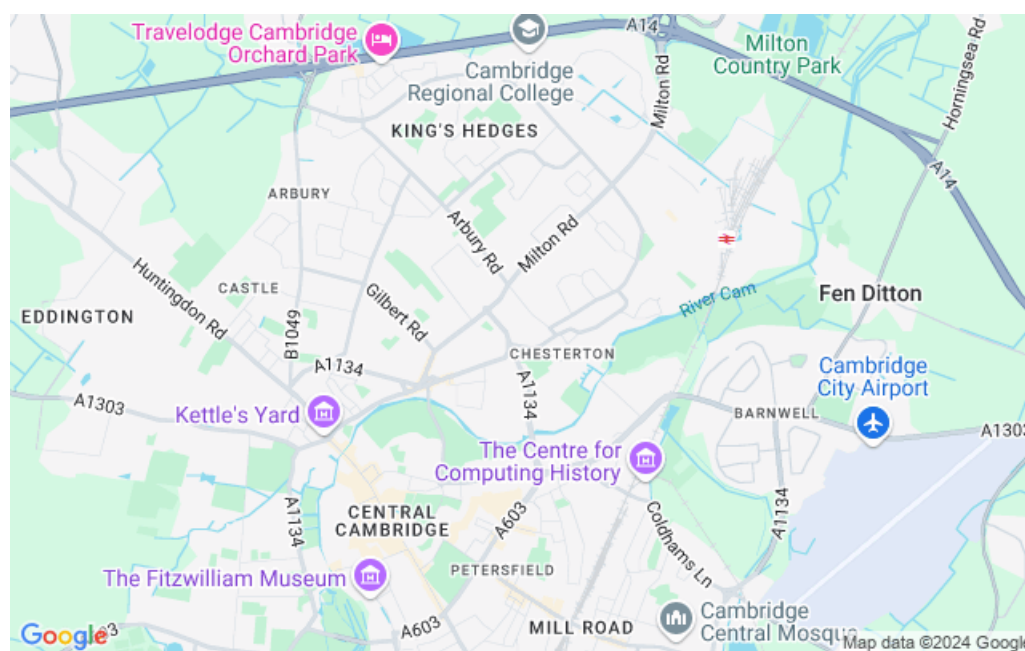 Travelodge Cambridge
Orchard Park
A14
Milton
Country Park
Horningsea Rd
Cambridge
Regional College
Milton Rd
KING'S HEDGES
A14
ARBURY
Arbury Rd
Milton Rd
Huntingdon Rd
CASTLE
Gilbert Rd
River Cam
Fen Ditton
EDDINGTON
B1049
A1134
CHESTERTON
Cambridge
City Airport
A1303
Kettle's Yard
A1134
BARNWELL
A1303
The Centre for
Computing History
A1134
CENTRAL
CAMBRIDGE
A603
Coldhams Ln
A1134
The Fitzwilliam Museum
PETERSFIELD
A603
MILL ROAD
Cambridge
Central Mosque
Google
Map data ©2024 Google